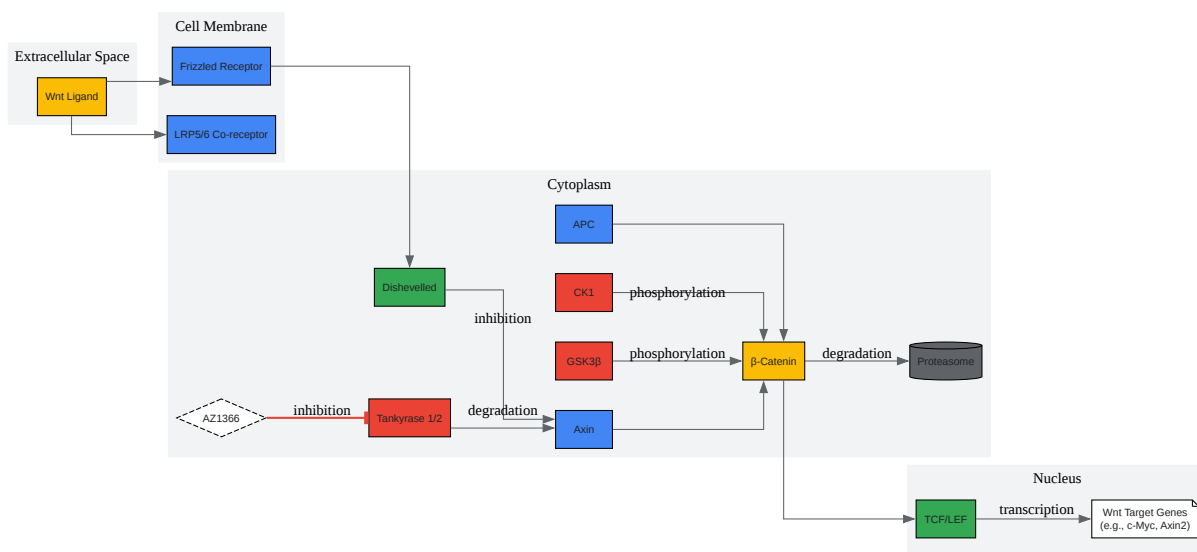 Cell Membrane
Extracellular Space
Frizzled Receptor
Wnt Ligand
LRP5/6 Co-receptor
Cytoplasm
APC
Dishevelled
CK1
phosphorylation
inhibition
GSK3β
phosphorylation
β-Catenin
degradation
Proteasome
AZ1366
inhibition
Tankyrase 1/2
degradation
Axin
Nucleus
TCF/LEF
transcription
Wnt Target Genes
(e.g., c-Myc, Axin2)